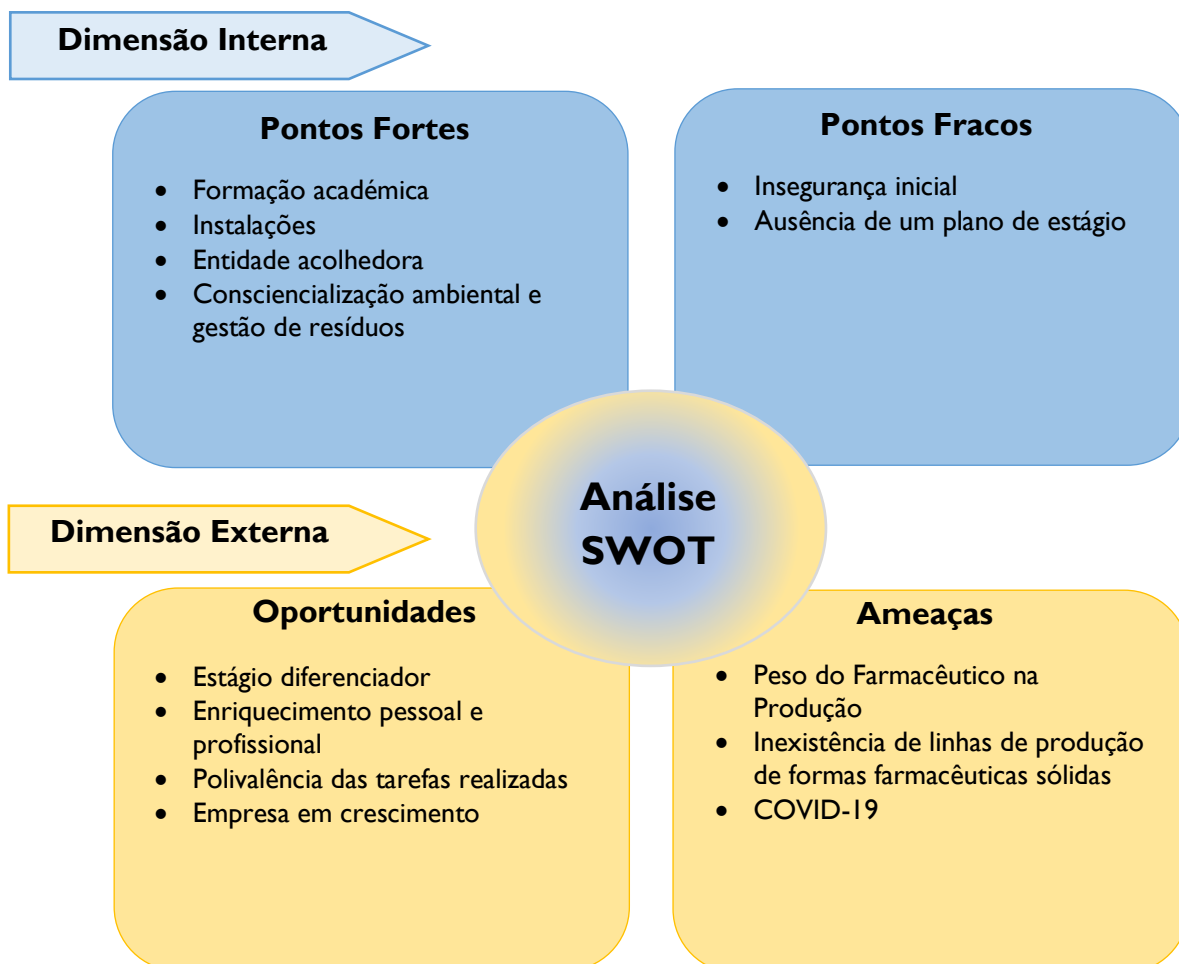 Dimensão Interna
Pontos Fortes
• Formação académica
• Instalações
• Entidade acolhedora
• Consciencialização ambiental e
gestão de resíduos
Pontos Fracos
• Insegurança inicial
• Ausência de um plano de estágio
Análise
SWOT
Dimensão Externa
Oportunidades
• Estágio diferenciador
• Enriquecimento pessoal e
profissional
• Polivalência das tarefas realizadas
• Empresa em crescimento
Ameaças
• Peso do Farmacêutico na
Produção
• Inexistência de linhas de produção
de formas farmacêuticas sólidas
• COVID-19